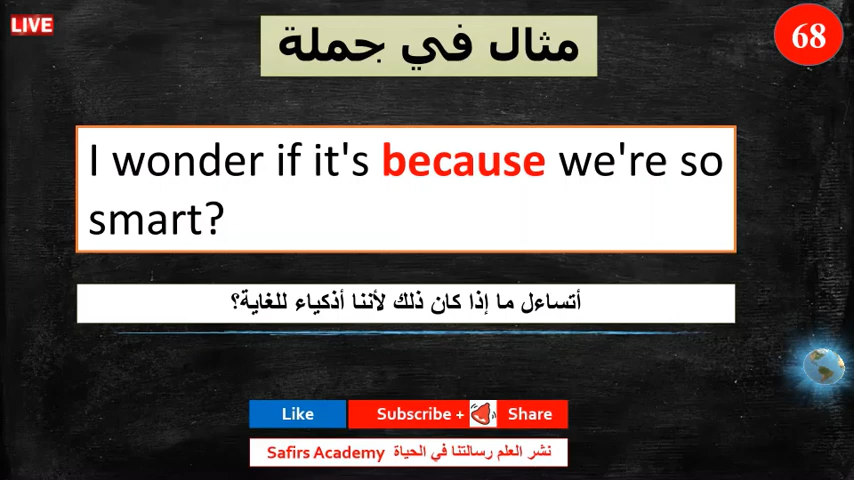 LIVE
مثال في جملة
68
I wonder if it's because we're so
smart?
أتساءل ما إذا كان ذلك لأننا أذكياء للغاية؟
Like
Subscribe + Share
نشر العلم رسالتنا في الحياة Safirs Academy